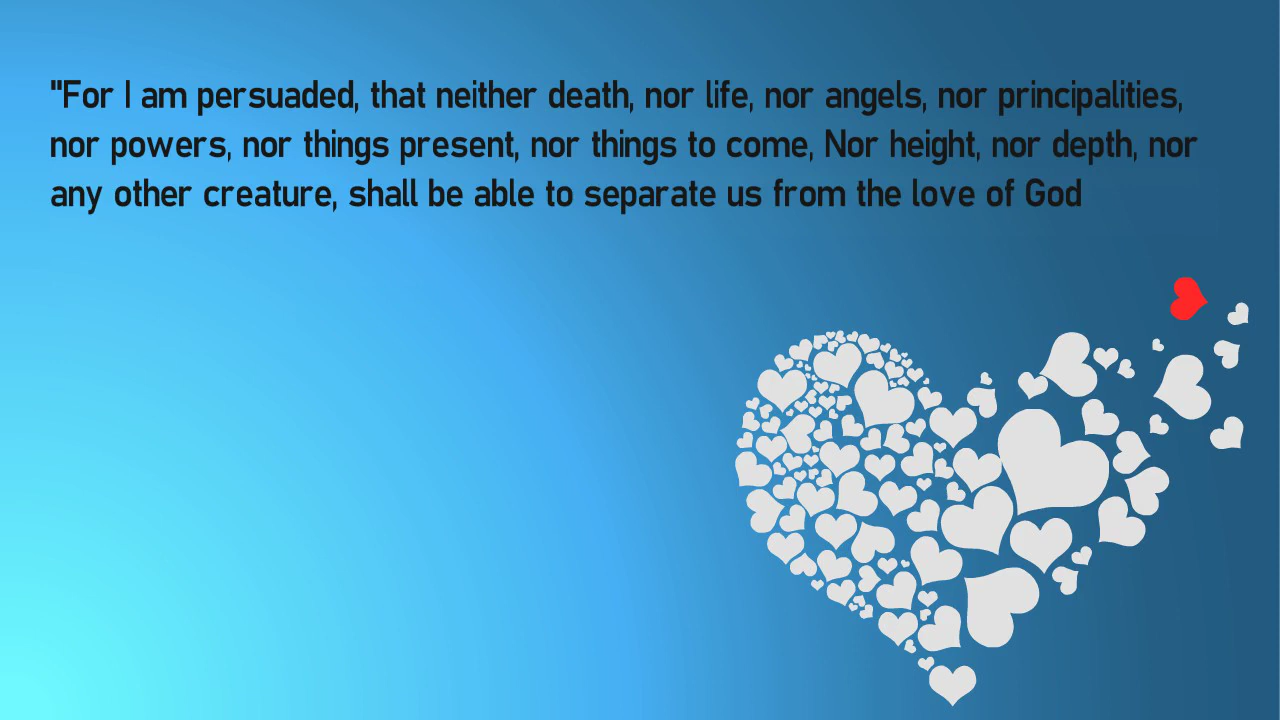 "For I am persuaded, that neither death, nor life, nor angels, nor principalities,
nor powers, nor things present, nor things to come, Nor height, nor depth, nor
any other creature, shall be able to separate us from the love of God